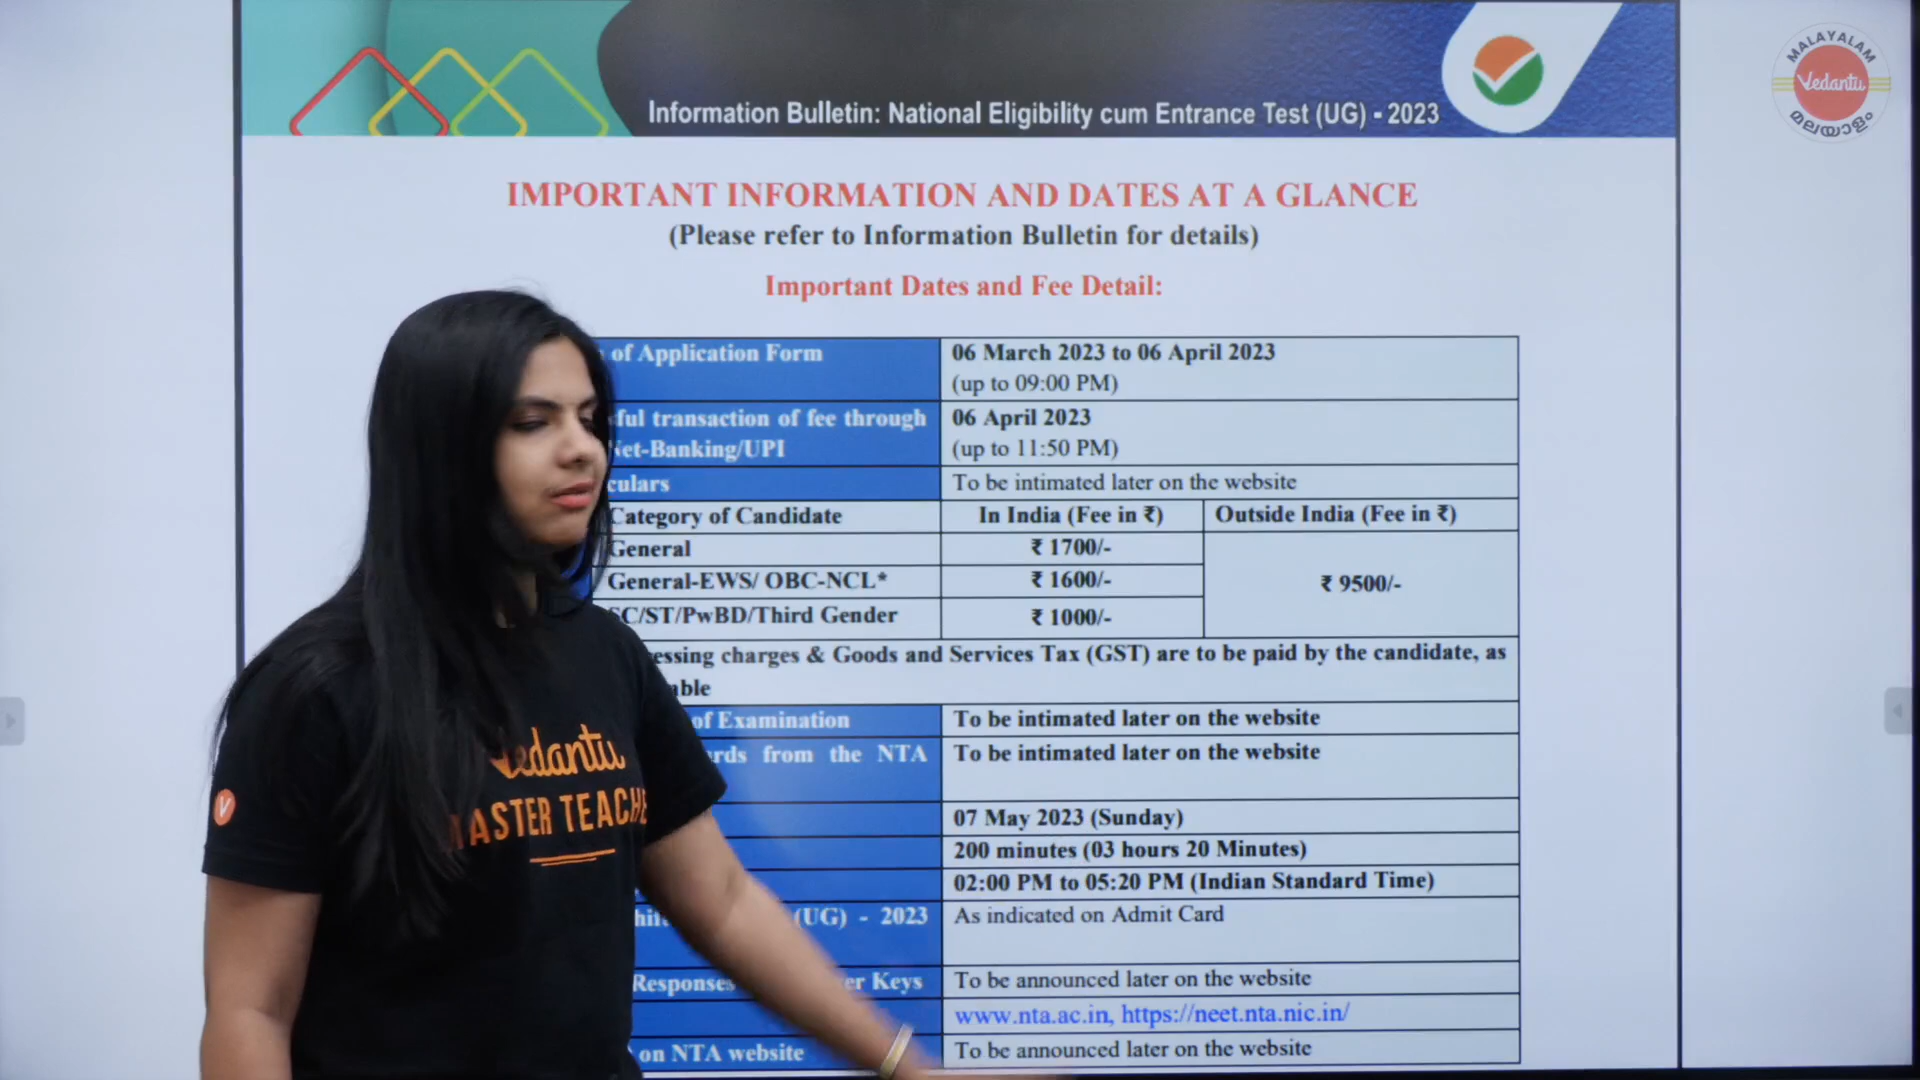 Information Bulletin: National Eligibility cum Entrance Test (UG) - 2023
MALAYALAM
Vedantu
മലയാളം
IMPORTANT INFORMATION AND DATES AT A GLANCE
(Please refer to Information Bulletin for details)
Important Dates and Fee Detail:
of Application Form
06 March 2023 to 06 April 2023
(up to 09:00 PM)
transaction of fee through
Net-Banking/UPI
06 April 2023
(up to 11:50 PM)
To be intimated later on the website
Category of Candidate
In India (Fee in ₹)
Outside India (Fee in ₹)
General
₹ 1700/-
₹ 9500/-
General-EWS/ OBC-NCL*
₹ 1600/-
SC/ST/PwBD/Third Gender
₹ 1000/-
charges & Goods and Services Tax (GST) are to be paid by the candidate, as
of Examination
To be intimated later on the website
from the NTA
To be intimated later on the website
07 May 2023 (Sunday)
200 minutes (03 hours 20 Minutes)
02:00 PM to 05:20 PM (Indian Standard Time)
(UG) - 2023
As indicated on Admit Card
Responses
Keys
To be announced later on the website
www.nta.ac.in, https://neet.nta.nic.in/
on NTA website
To be announced later on the website
Vedantu
MASTER TEACHER
V